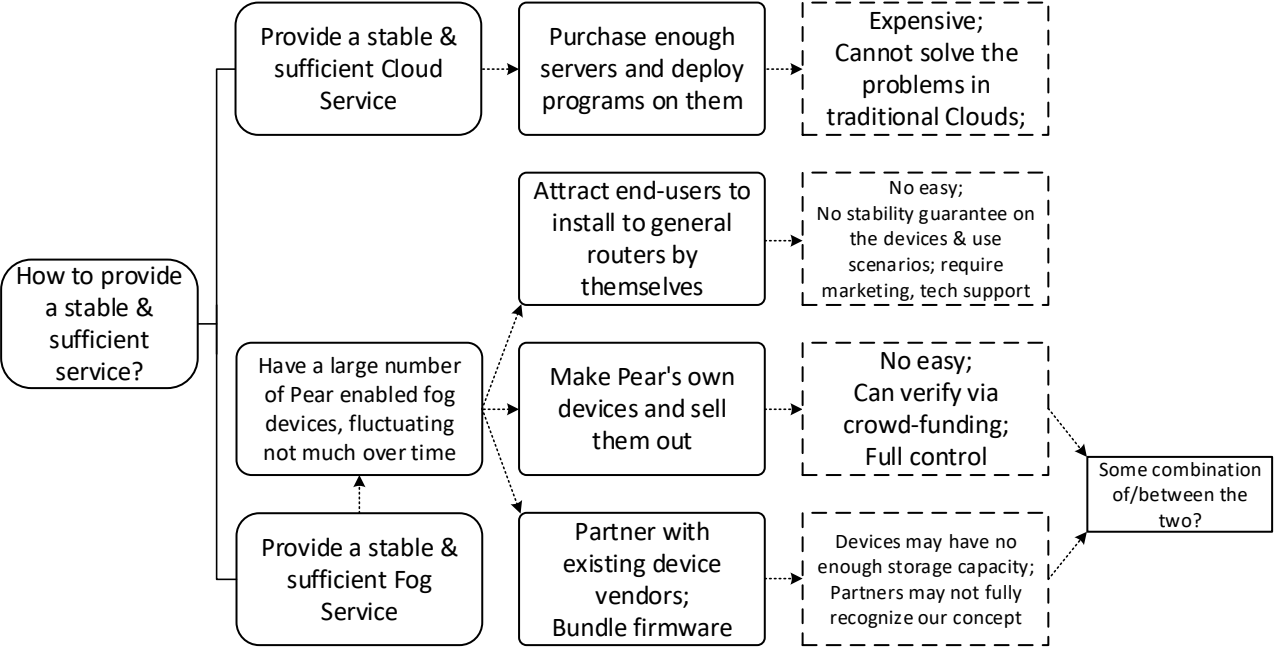 How to provide
a stable &
sufficient
service?
Provide a stable &
sufficient Cloud
Service
Purchase enough
servers and deploy
programs on them
Expensive;
Cannot solve the
problems in
traditional Clouds;
Attract end-users to
install to general
routers by
themselves
No easy;
No stability guarantee on
the devices & use
scenarios; require
marketing, tech support
Have a large number
of Pear enabled fog
devices, fluctuating
not much over time
Make Pear's own
devices and sell
them out
No easy;
Can verify via
crowd-funding;
Full control
Provide a stable &
sufficient Fog
Service
Partner with
existing device
vendors;
Bundle firmware
Devices may have no
enough storage capacity;
Partners may not fully
recognize our concept
Some combination
of/between the
two?